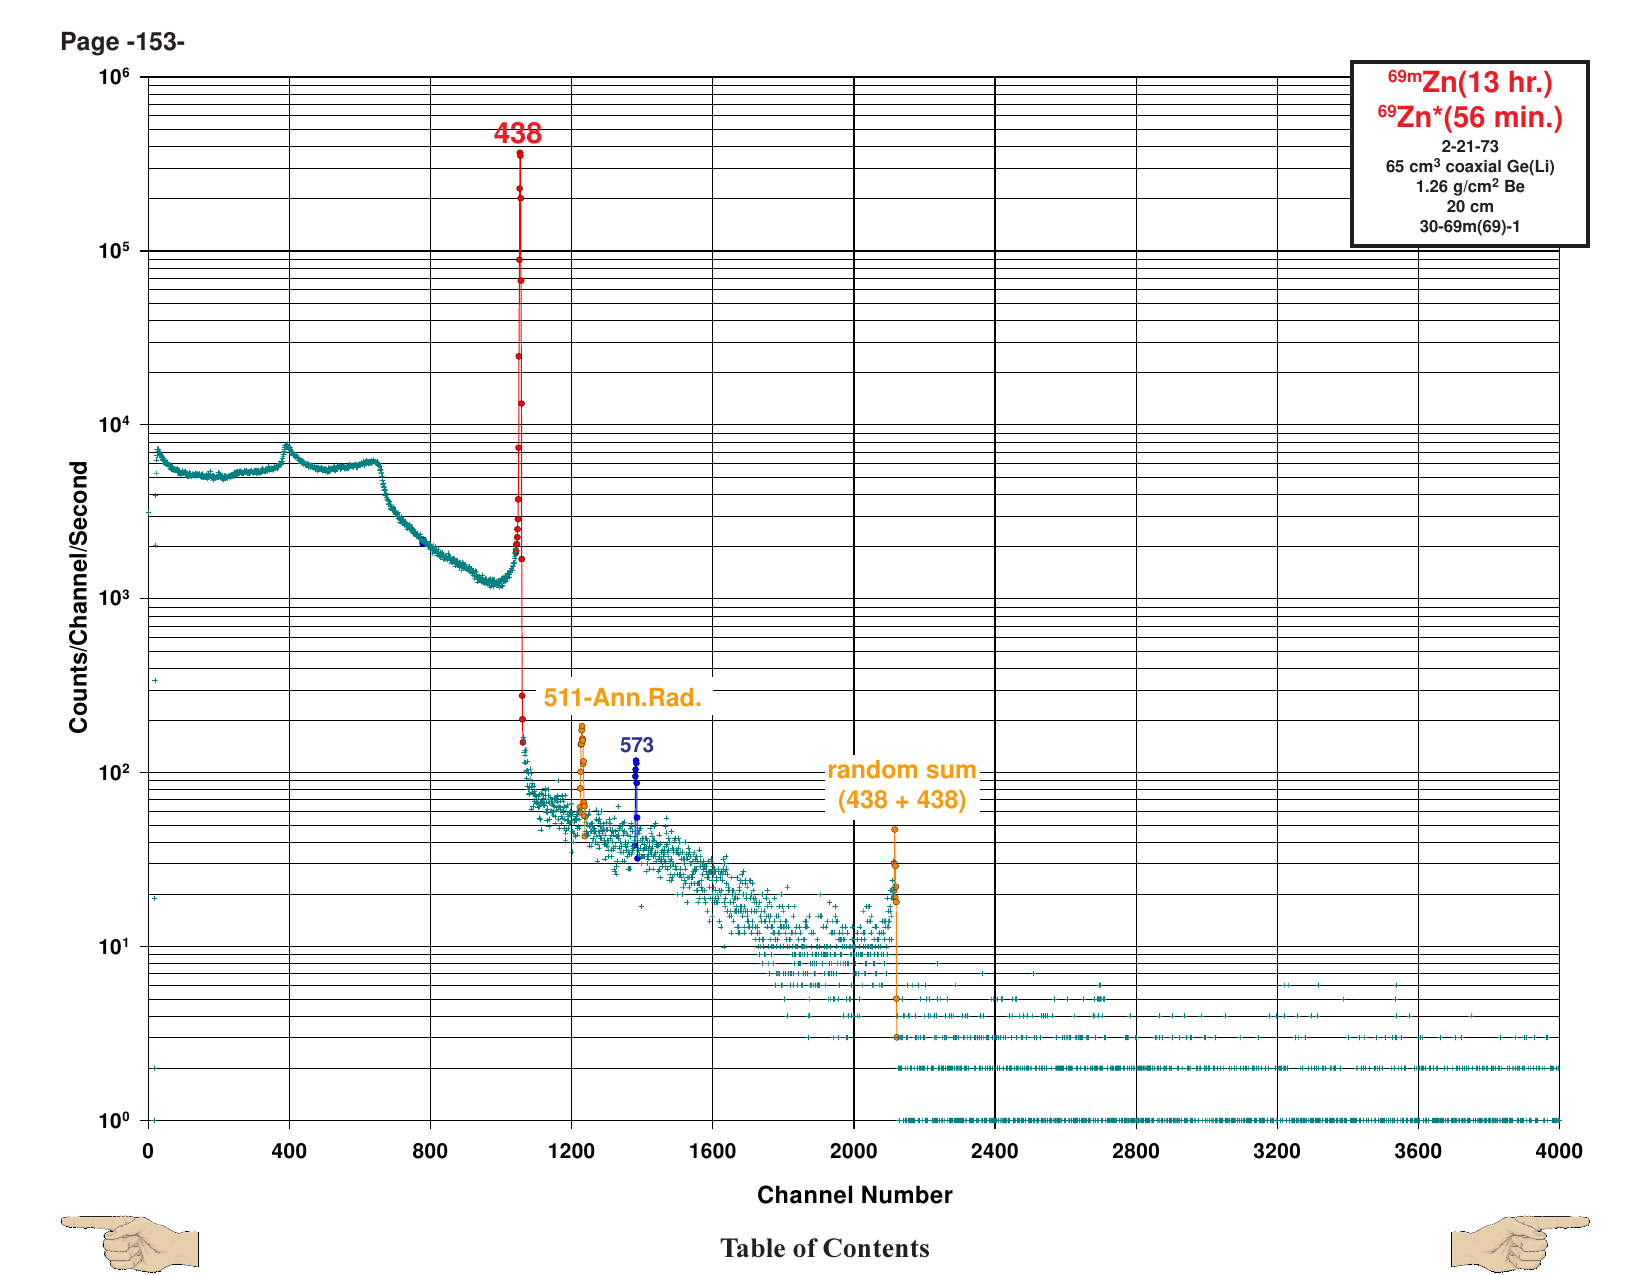 Page -153-
⁶⁹ᵐZn(13 hr.)
⁶⁹Zn*(56 min.)
2-21-73
65 cm³ coaxial Ge(Li)
1.26 g/cm² Be
20 cm
30-69m(69)-1
10⁶
10⁵
10⁴
10³
10²
10¹
10⁰
Counts/Channel/Second
438
511-Ann.Rad.
573
random sum
(438 + 438)
0 400 800 1200 1600 2000 2400 2800 3200 3600 4000
Channel Number
Table of Contents